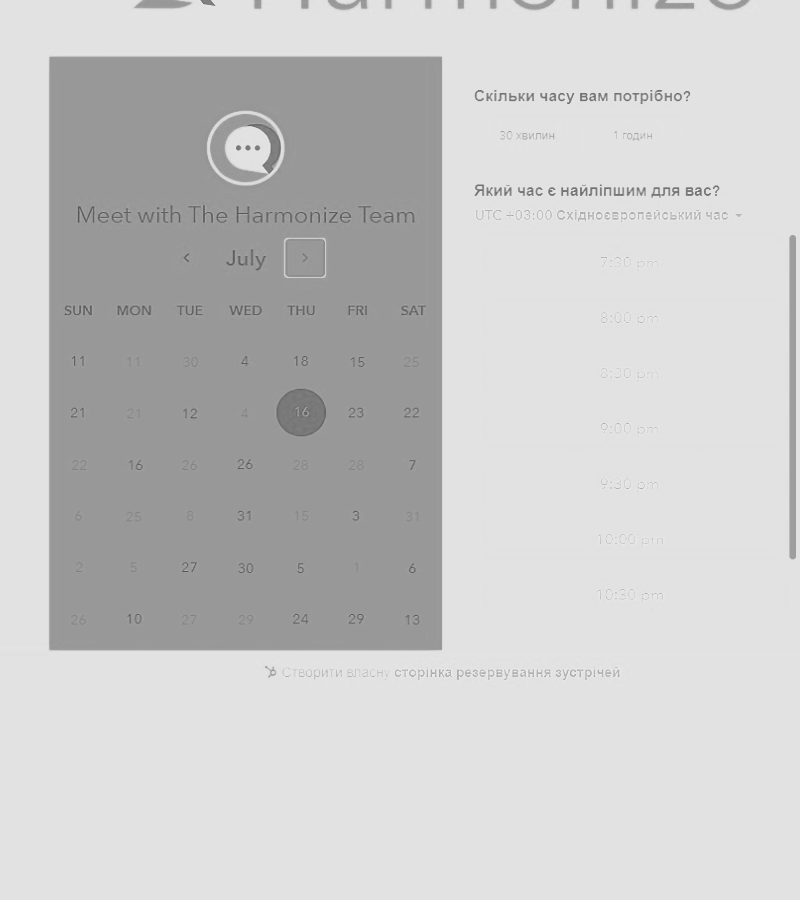 Harmonize
Meet with The Harmonize Team
July
SUN MON TUE WED THU FRI SAT
11 11 30 4 18 15 25
21 21 12 4 16 23 22
22 16 26 26 28 28 7
6 25 8 31 15 3 31
2 5 27 30 5 1 6
26 10 27 29 24 29 13
Скільки часу вам потрібно?
30 хвилин 1 годин
Який час є найліпшим для вас?
UTC +03:00 Східноєвропейський час
7:30 pm
8:00 pm
8:30 pm
9:00 pm
9:30 pm
10:00 pm
10:30 pm
Створити власну сторінка резервування зустрічей